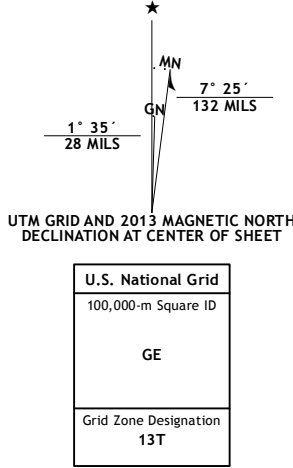 ★
MN
7° 25´
132 MILS
GN
1° 35´
28 MILS
UTM GRID AND 2013 MAGNETIC NORTH
DECLINATION AT CENTER OF SHEET
U.S. National Grid
100,000-m Square ID
GE
Grid Zone Designation
13T